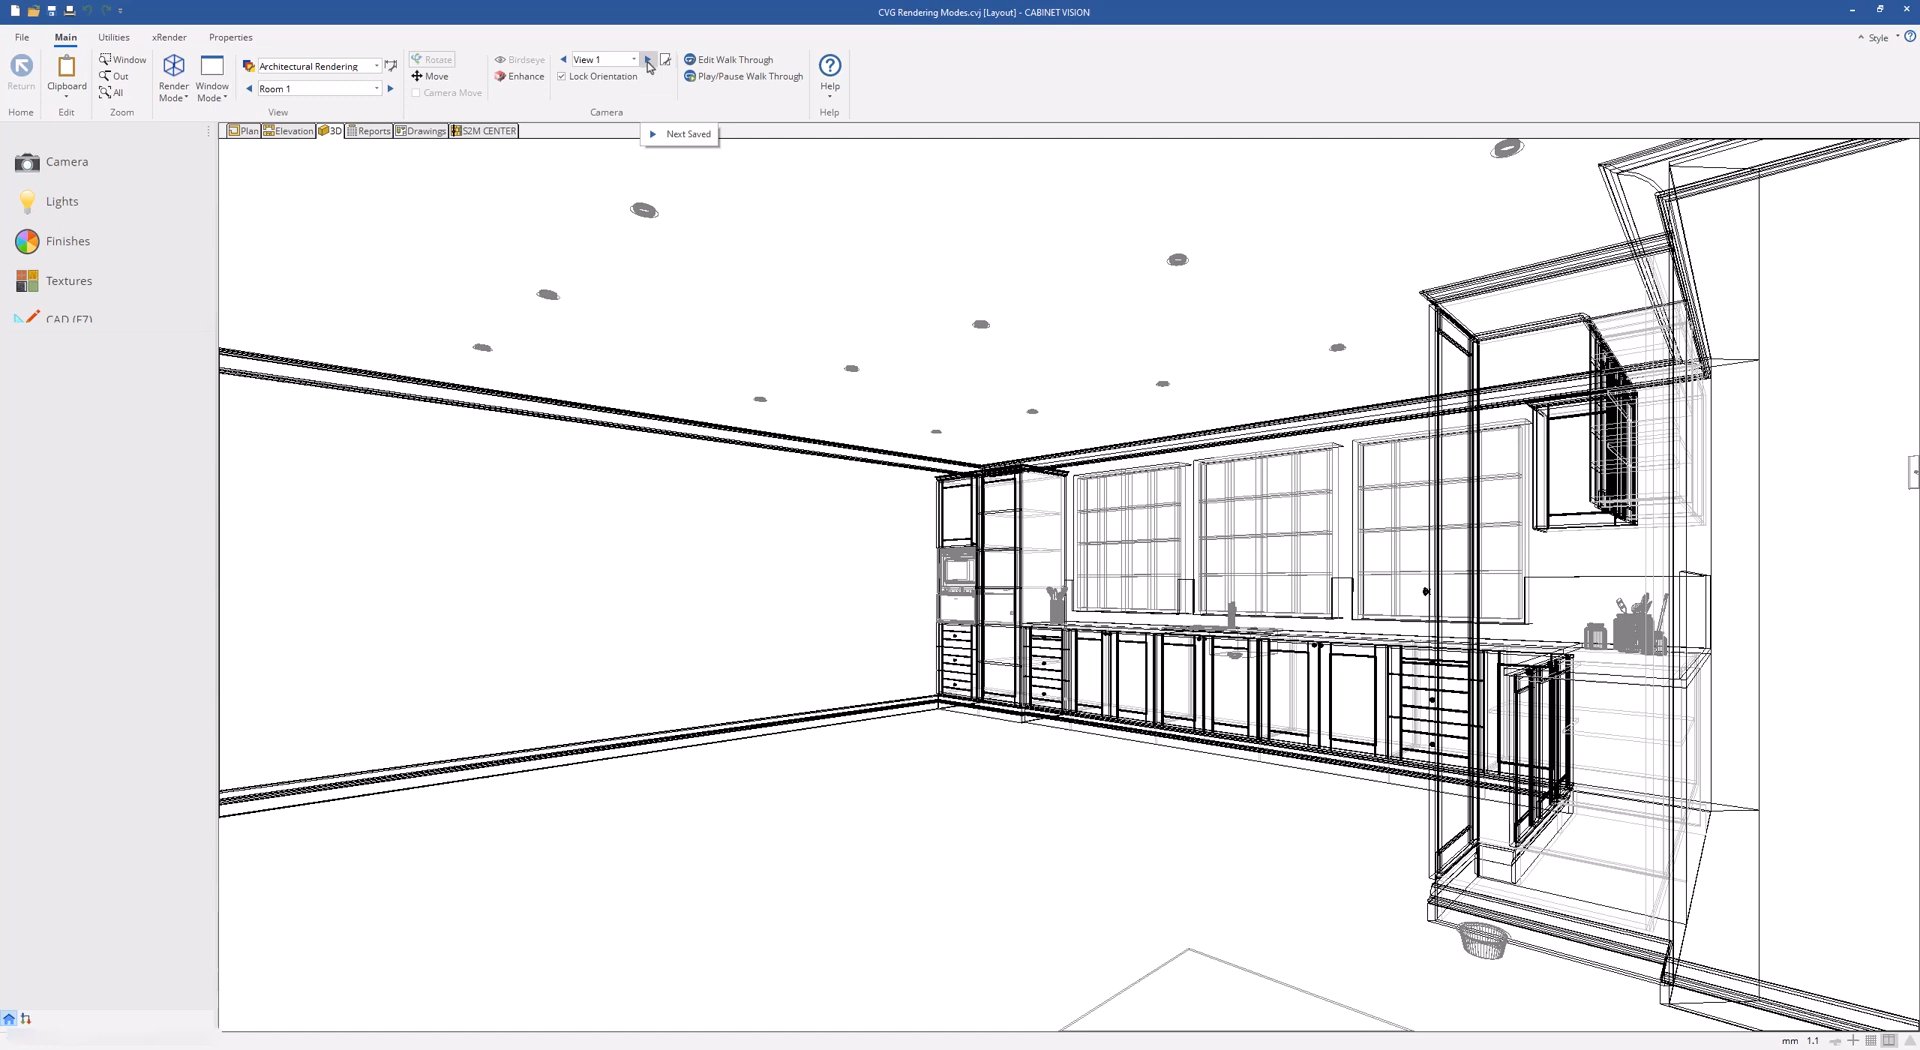 CVG Rendering Modes.cvj [Layout] - CABINET VISION
File Main Utilities xRender Properties Style
Return
Clipboard
Window
Out
All
Render Mode
Window Mode
Architectural Rendering
Room 1
Rotate
Move
Camera Move
Birdseye
Enhance
View 1
Lock Orientation
Edit Walk Through
Play/Pause Walk Through
Help
Home Edit Zoom View Camera Help
Plan Elevation 3D Reports Drawings S2M CENTER
Next Saved
Camera
Lights
Finishes
Textures
CAD (F7)
mm 1.1